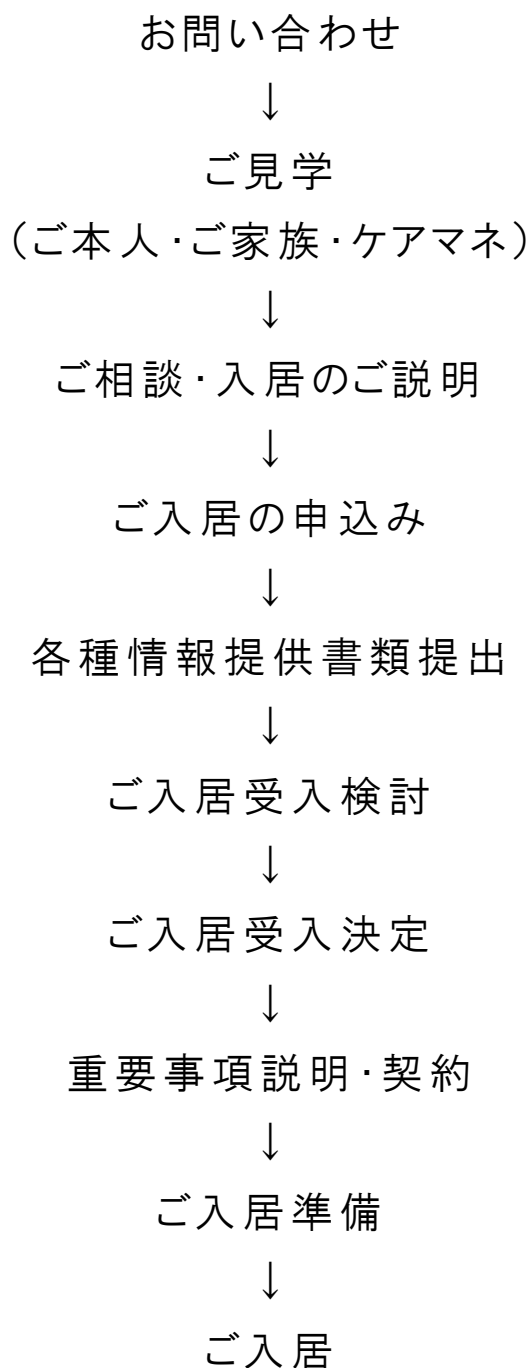 お問い合わせ
↓
ご見学
（ご本人・ご家族・ケアマネ）
↓
ご相談・入居のご説明
↓
ご入居の申込み
↓
各種情報提供書類提出
↓
ご入居受入検討
↓
ご入居受入決定
↓
重要事項説明・契約
↓
ご入居準備
↓
ご入居